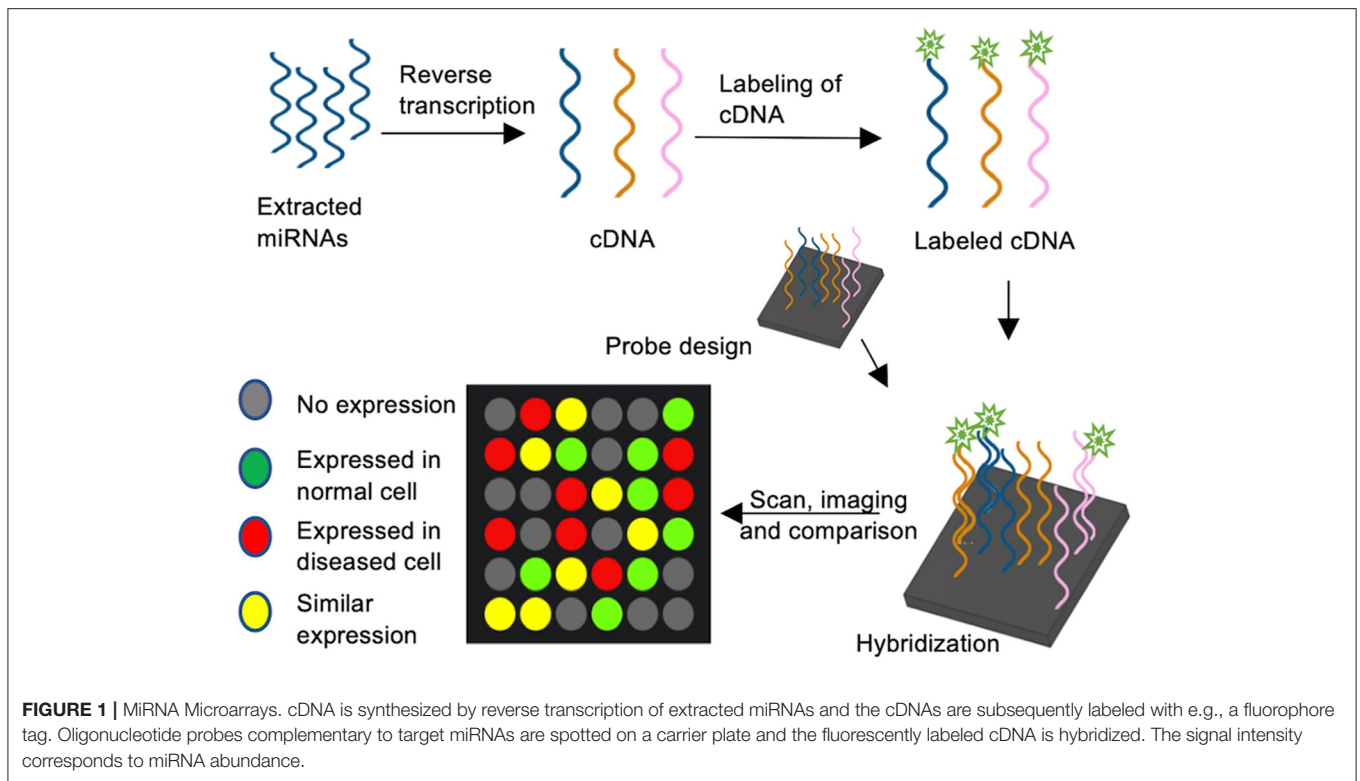 Reverse
transcription
Labeling of
cDNA
Extracted
miRNAs
cDNA
Labeled cDNA
Probe design
No expression
Expressed in
normal cell
Expressed in
diseased cell
Similar
expression
Scan, imaging
and comparison
Hybridization
FIGURE 1 | MiRNA Microarrays. cDNA is synthesized by reverse transcription of extracted miRNAs and the cDNAs are subsequently labeled with e.g., a fluorophore
tag. Oligonucleotide probes complementary to target miRNAs are spotted on a carrier plate and the fluorescently labeled cDNA is hybridized. The signal intensity
corresponds to miRNA abundance.